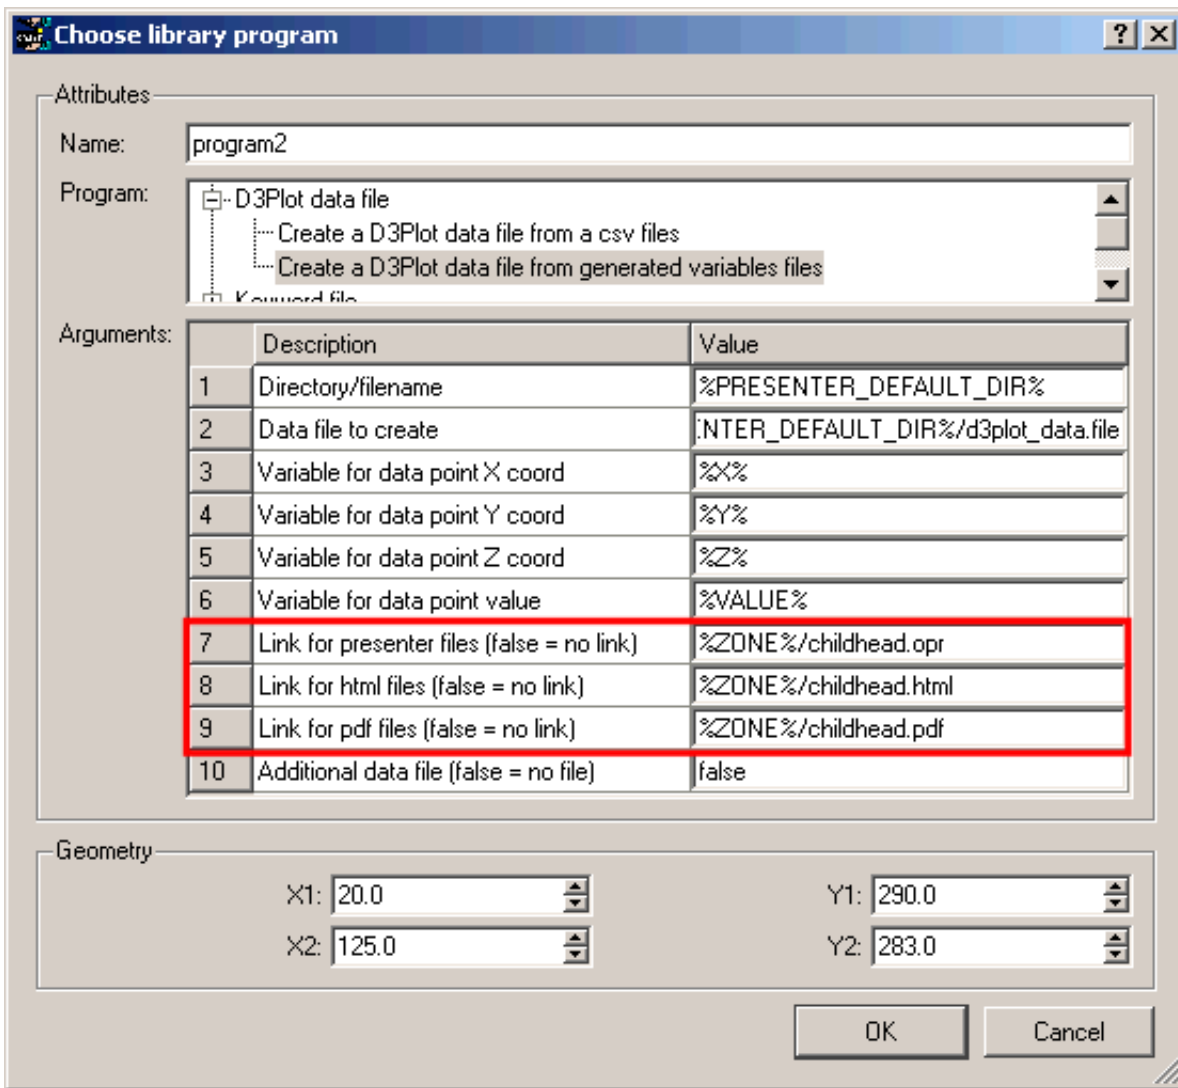 Choose library program
Attributes
Name: program2
Program: D3Plot data file
Create a D3Plot data file from a csv files
Create a D3Plot data file from generated variables files
Keyword file
Arguments: Description Value
1 Directory/filename %PRESENTER_DEFAULT_DIR%
2 Data file to create :NTER_DEFAULT_DIR%/d3plot_data.file
3 Variable for data point X coord %X%
4 Variable for data point Y coord %Y%
5 Variable for data point Z coord %Z%
6 Variable for data point value %VALUE%
7 Link for presenter files (false = no link) %ZONE%/childhead.opr
8 Link for html files (false = no link) %ZONE%/childhead.html
9 Link for pdf files (false = no link) %ZONE%/childhead.pdf
10 Additional data file (false = no file) false
Geometry
X1: 20.0 Y1: 290.0
X2: 125.0 Y2: 283.0
OK Cancel